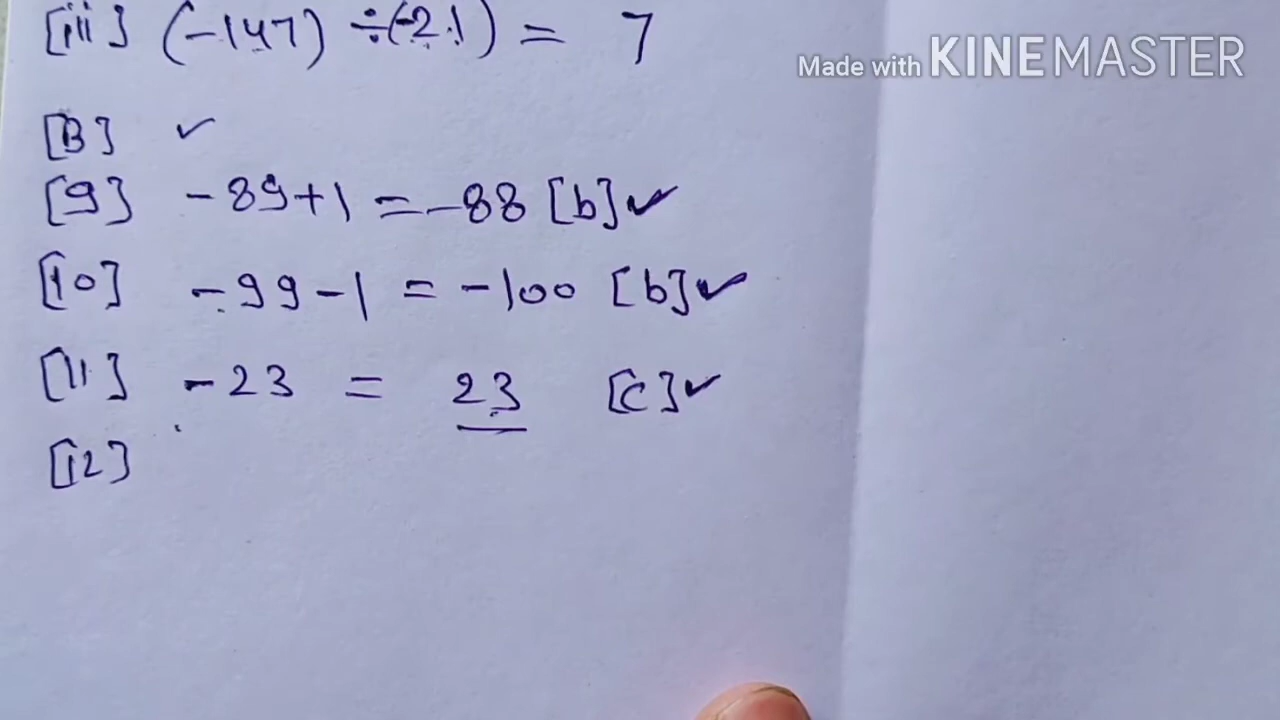 [iii] (-147) ÷(-21) = 7
Made with KINEMASTER
[B] ✓
[9] -89+1 = -88 [b]✓
[10] -99-1 = -100 [b]✓
[11] -23 = 23 [c]✓
[12]